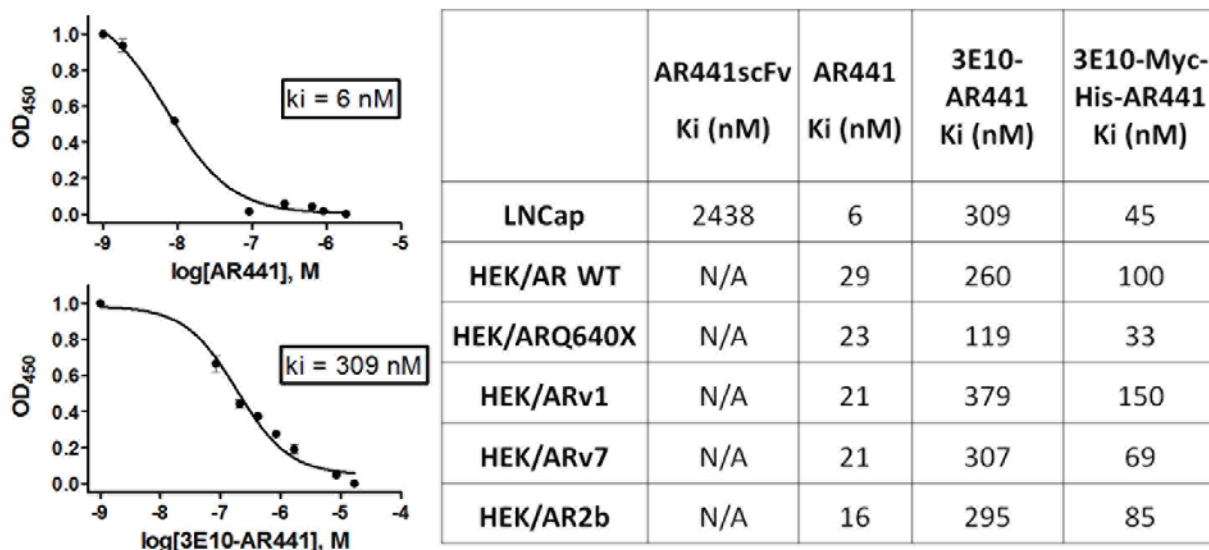 1.0
0.8
0.6
0.4
0.2
0.0
OD450
ki = 6 nM
-9 -8 -7 -6 -5
log[AR441], M
1.0
0.8
0.6
0.4
0.2
0.0
OD450
ki = 309 nM
-9 -8 -7 -6 -5 -4
log[3E10-AR441], M
AR441scFv Ki (nM)
AR441 Ki (nM)
3E10-
AR441
Ki (nM)
3E10-Myc-
His-AR441
Ki (nM)
LNCap 2438 6 309 45
HEK/AR WT N/A 29 260 100
HEK/ARQ640X N/A 23 119 33
HEK/ARv1 N/A 21 379 150
HEK/ARv7 N/A 21 307 69
HEK/AR2b N/A 16 295 85